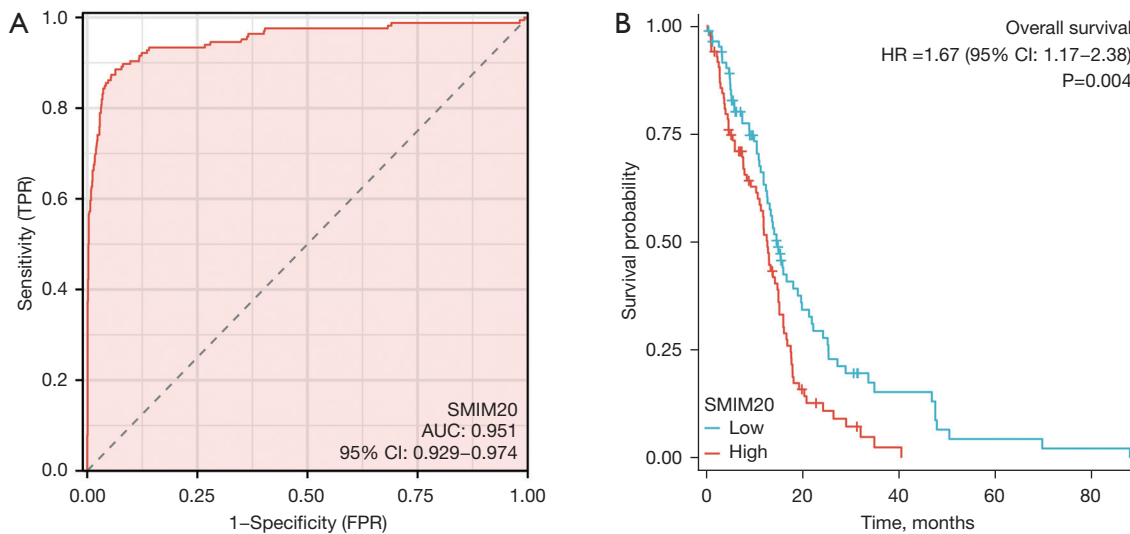 A
1.0
0.8
0.6
0.4
0.2
0.0
Sensitivity (TPR)
SMIM20
AUC: 0.951
95% CI: 0.929–0.974
0.00
0.25
0.50
0.75
1.00
1–Specificity (FPR)
B
Overall survival
HR =1.67 (95% CI: 1.17–2.38)
P=0.004
1.00
0.75
0.50
0.25
0.00
Survival probability
SMIM20
Low
High
0
20
40
60
80
Time, months